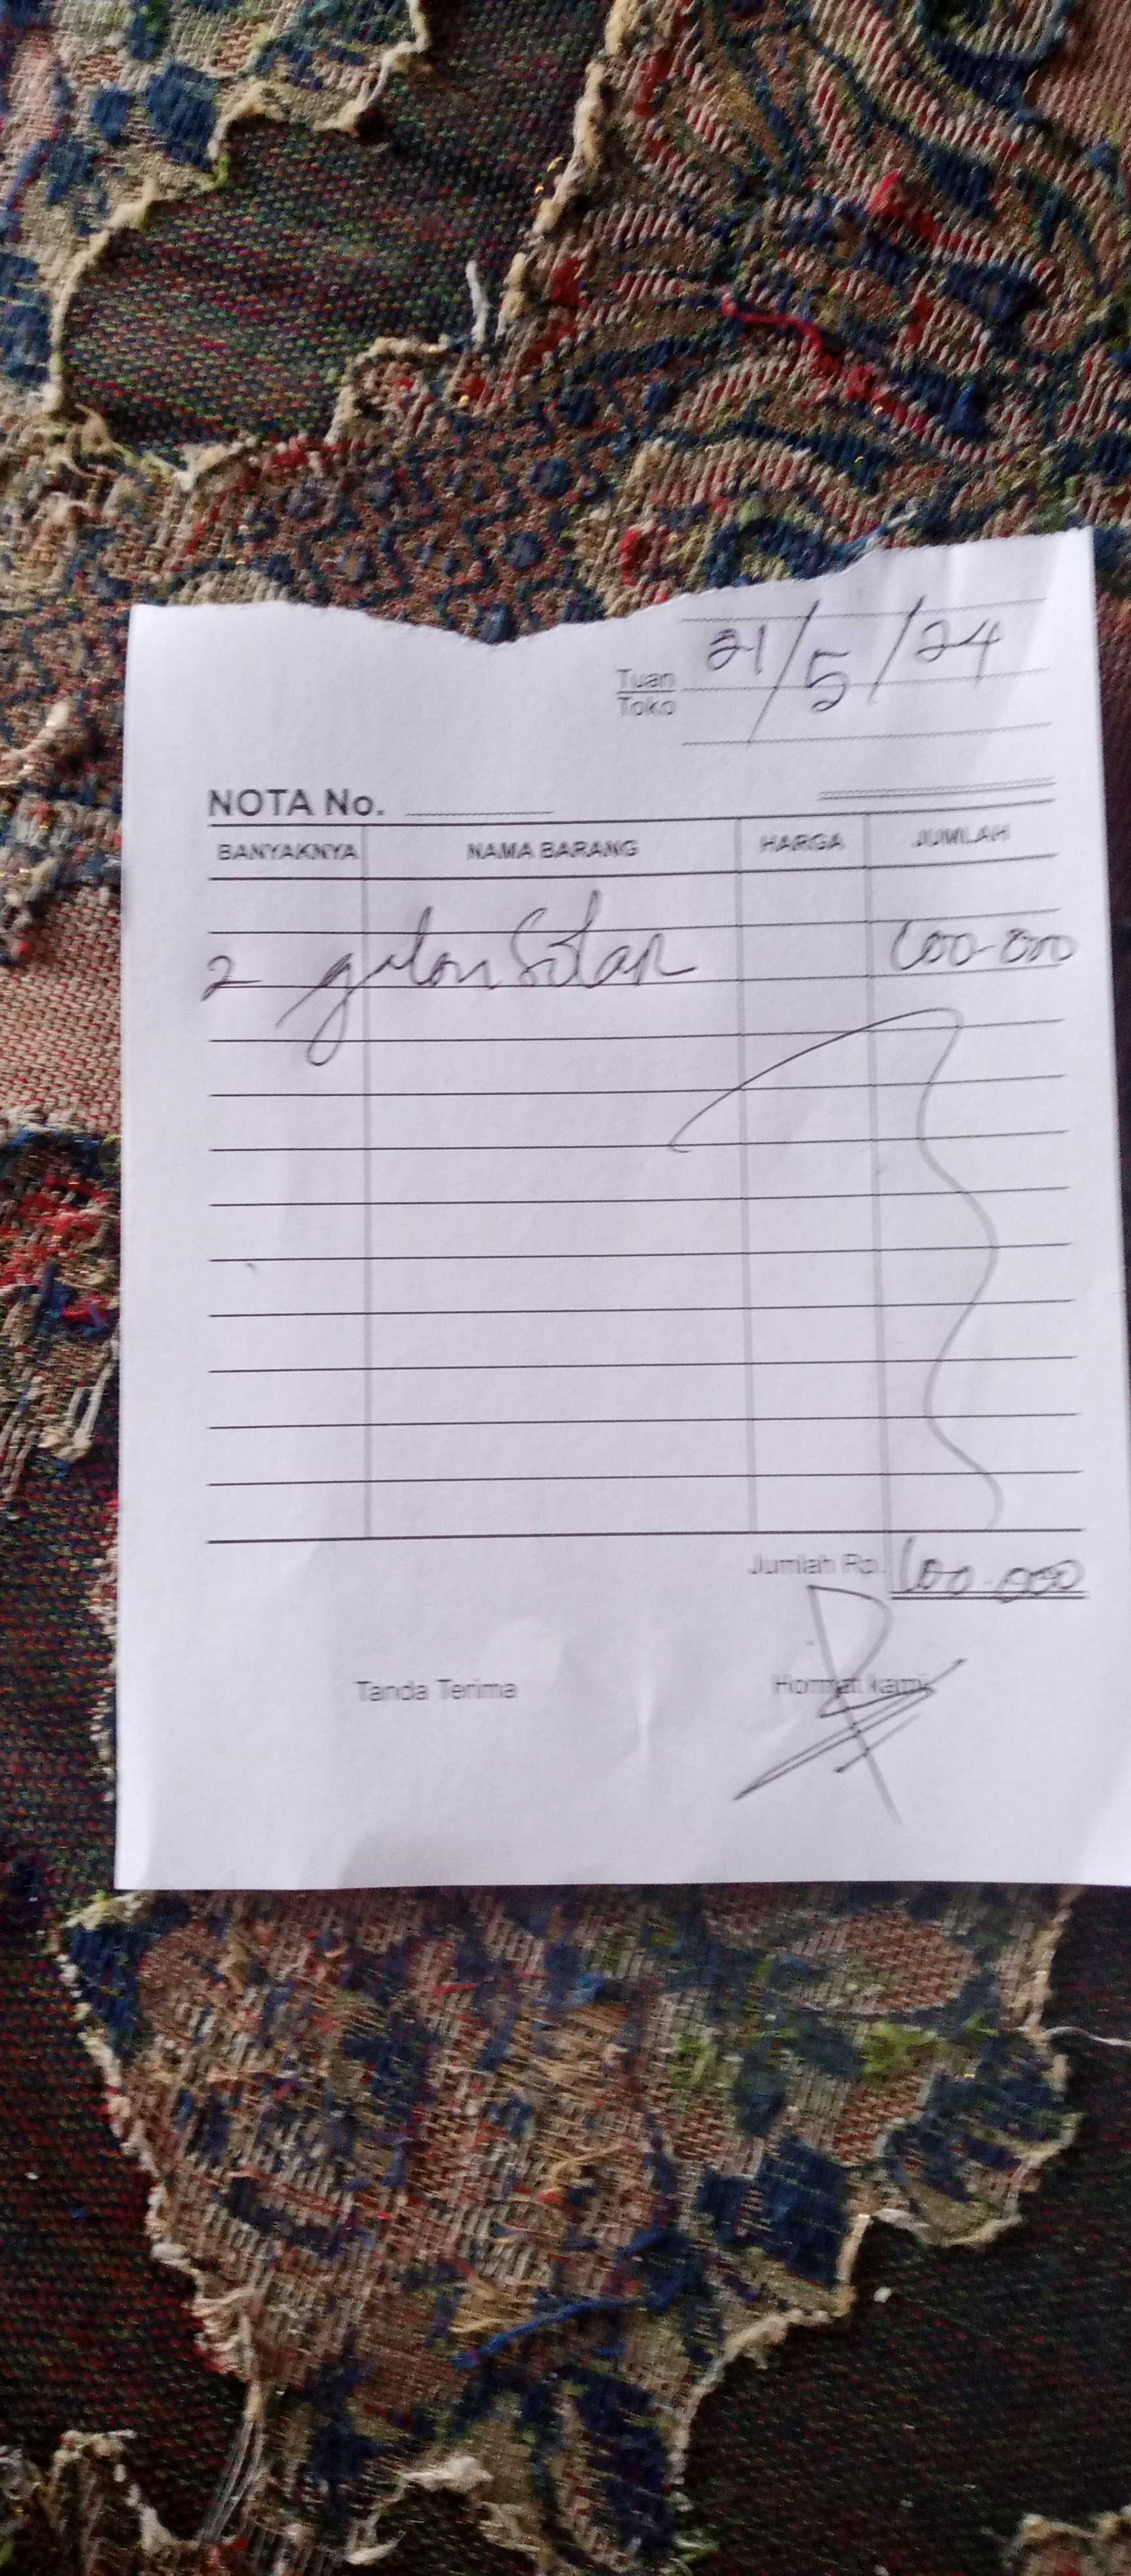 21/5/24
Tuan
Toko
NOTA No.
BANYAKNYA NAMA BARANG HARGA JUMLAH
2 galon Solar 600.000
Jumlah Rp. 600.000
Tanda Terima Hormat kami,